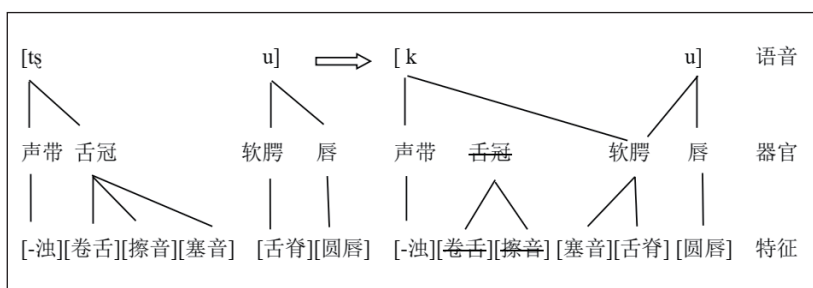 [tʂ u] [ k u] 语音
声带 舌冠 软腭 唇 声带 舌冠 软腭 唇 器官
[-浊][卷舌][擦音][塞音] [舌脊][圆唇] [-浊][卷舌][擦音] [塞音][舌脊] [圆唇] 特征